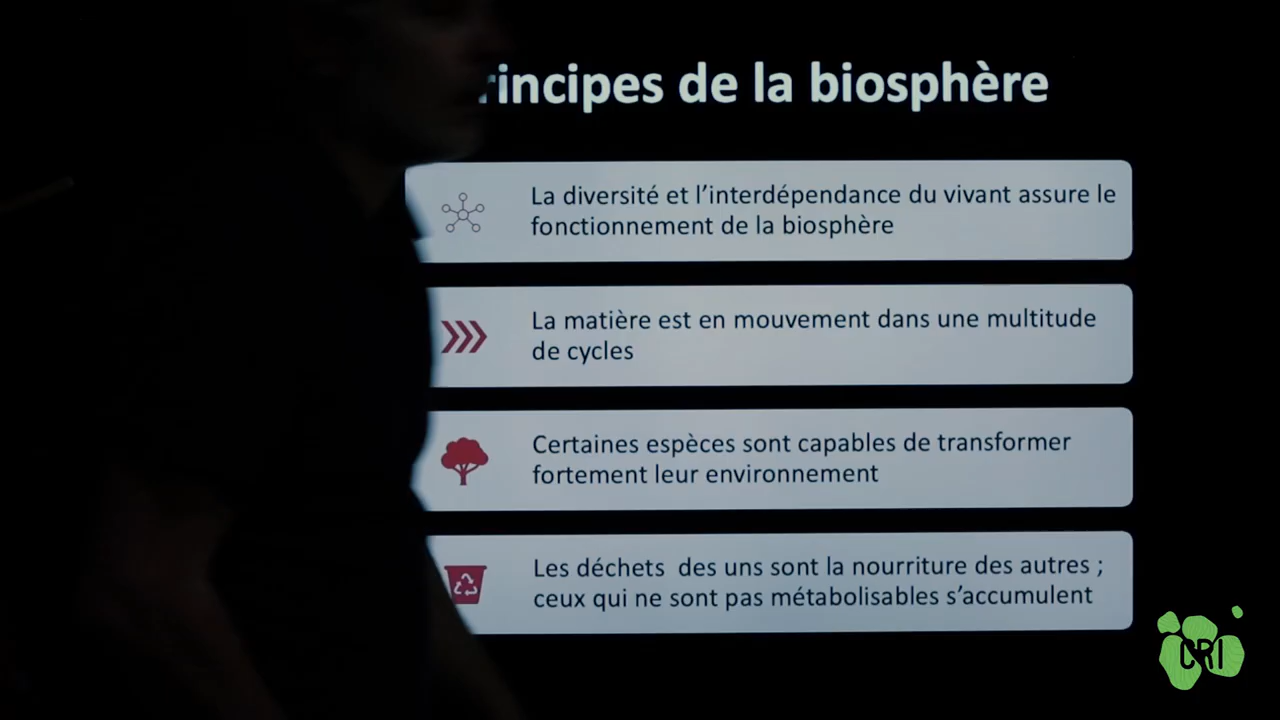 rincipes de la biosphère
La diversité et l’interdépendance du vivant assure le
fonctionnement de la biosphère
La matière est en mouvement dans une multitude
de cycles
Certaines espèces sont capables de transformer
fortement leur environnement
Les déchets des uns sont la nourriture des autres ;
ceux qui ne sont pas métabolisables s’accumulent
CRI